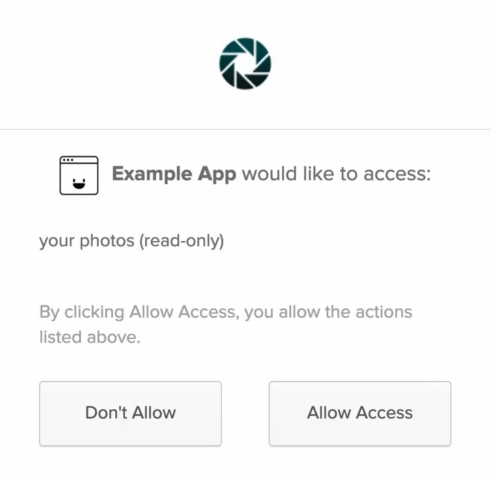 Example App would like to access:
your photos (read-only)
By clicking Allow Access, you allow the actions
listed above.
Don't Allow
Allow Access